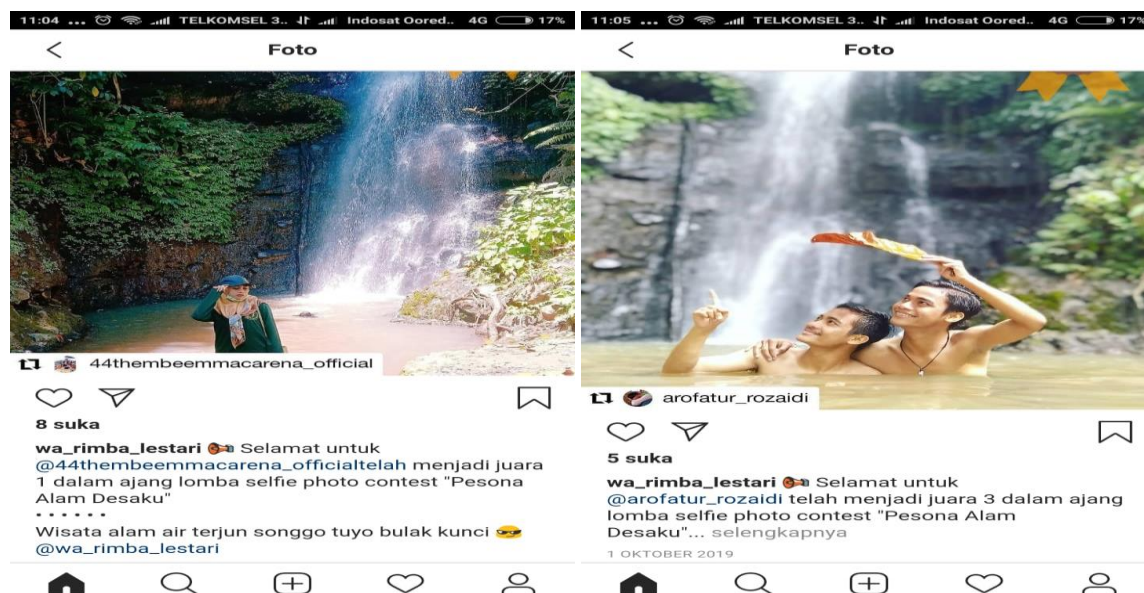 11:04 ... TELKOMSEL 3.. Indosat Oored.. 4G 17%
Foto
44thembeemmacarena_official
8 suka
wa_rimba_lestari Selamat untuk
@44thembeemmacarena_officialtelah menjadi juara
1 dalam ajang lomba selfie photo contest "Pesona
Alam Desaku"
• • • • • •
Wisata alam air terjun songgo tuyo bulak kunci 😎
@wa_rimba_lestari
11:05 ... TELKOMSEL 3.. Indosat Oored.. 4G 17%
Foto
arofatur_rozaidi
5 suka
wa_rimba_lestari Selamat untuk
@arofatur_rozaidi telah menjadi juara 3 dalam ajang
lomba selfie photo contest "Pesona Alam
Desaku"... selengkapnya
1 OKTOBER 2019